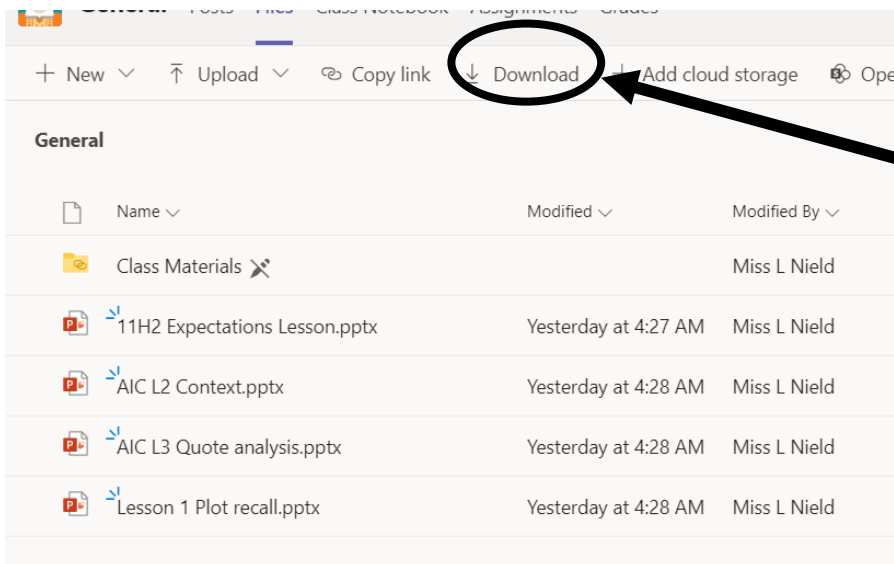 General Posts Files Class Notebook Assignments Grades
+ New Upload Copy link Download + Add cloud storage
General
Name Modified Modified By
Class Materials Miss L Nield
11H2 Expectations Lesson.pptx Yesterday at 4:27 AM Miss L Nield
AIC L2 Context.pptx Yesterday at 4:28 AM Miss L Nield
AIC L3 Quote analysis.pptx Yesterday at 4:28 AM Miss L Nield
Lesson 1 Plot recall.pptx Yesterday at 4:28 AM Miss L Nield